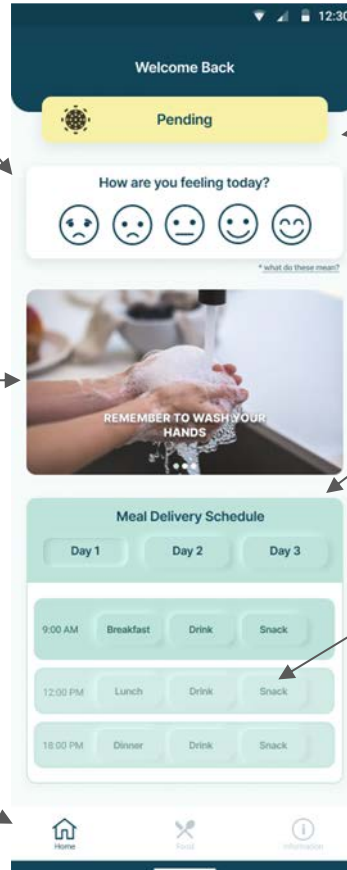 12:30
Welcome Back
Pending
How are you feeling today?
* what do these mean?
REMEMBER TO WASH YOUR
HANDS
Meal Delivery Schedule
Day 1 Day 2 Day 3
9:00 AM Breakfast Drink Snack
12:00 PM Lunch Drink Snack
18:00 PM Dinner Drink Snack
Home Food Information